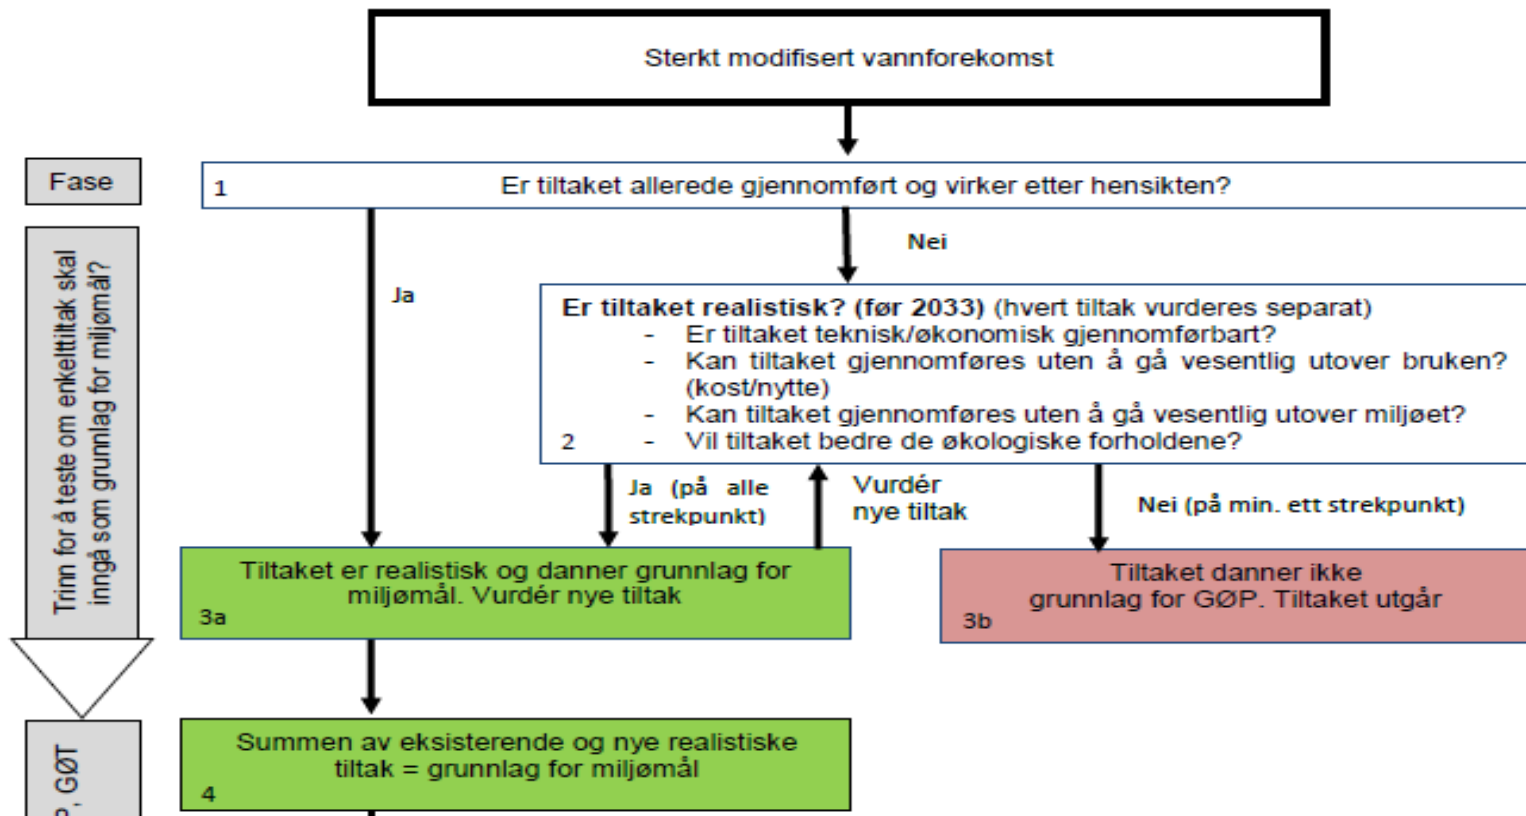 Sterkt modifisert vannforekomst
Fase
1
Er tiltaket allerede gjennomført og virker etter hensikten?
Trinn for å teste om enkelttiltak skal
inngå som grunnlag for miljømål?
Ja
Nei
Er tiltaket realistisk? (før 2033) (hvert tiltak vurderes separat)
- Er tiltaket teknisk/økonomisk gjennomførbart?
- Kan tiltaket gjennomføres uten å gå vesentlig utover bruken?
(kost/nytte)
- Kan tiltaket gjennomføres uten å gå vesentlig utover miljøet?
2 - Vil tiltaket bedre de økologiske forholdene?
Ja (på alle
strekpunkt)
Vurdér
nye tiltak
Nei (på min. ett strekpunkt)
Tiltaket er realistisk og danner grunnlag for
miljømål. Vurdér nye tiltak
3a
Tiltaket danner ikke
grunnlag for GØP. Tiltaket utgår
3b
Summen av eksisterende og nye realistiske
tiltak = grunnlag for miljømål
4
GØT